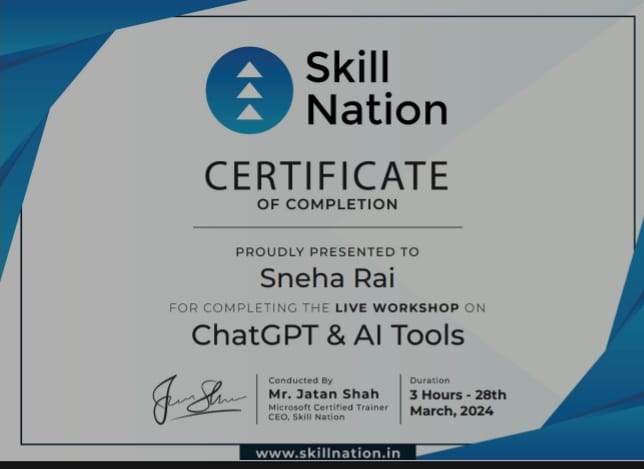 Skill
Nation
CERTIFICATE
OF COMPLETION
PROUDLY PRESENTED TO
Sneha Rai
FOR COMPLETING THE LIVE WORKSHOP ON
ChatGPT & AI Tools
Conducted By
Mr. Jatan Shah
Microsoft Certified Trainer
CEO, Skill Nation
Duration
3 Hours - 28th
March, 2024
www.skillnation.in